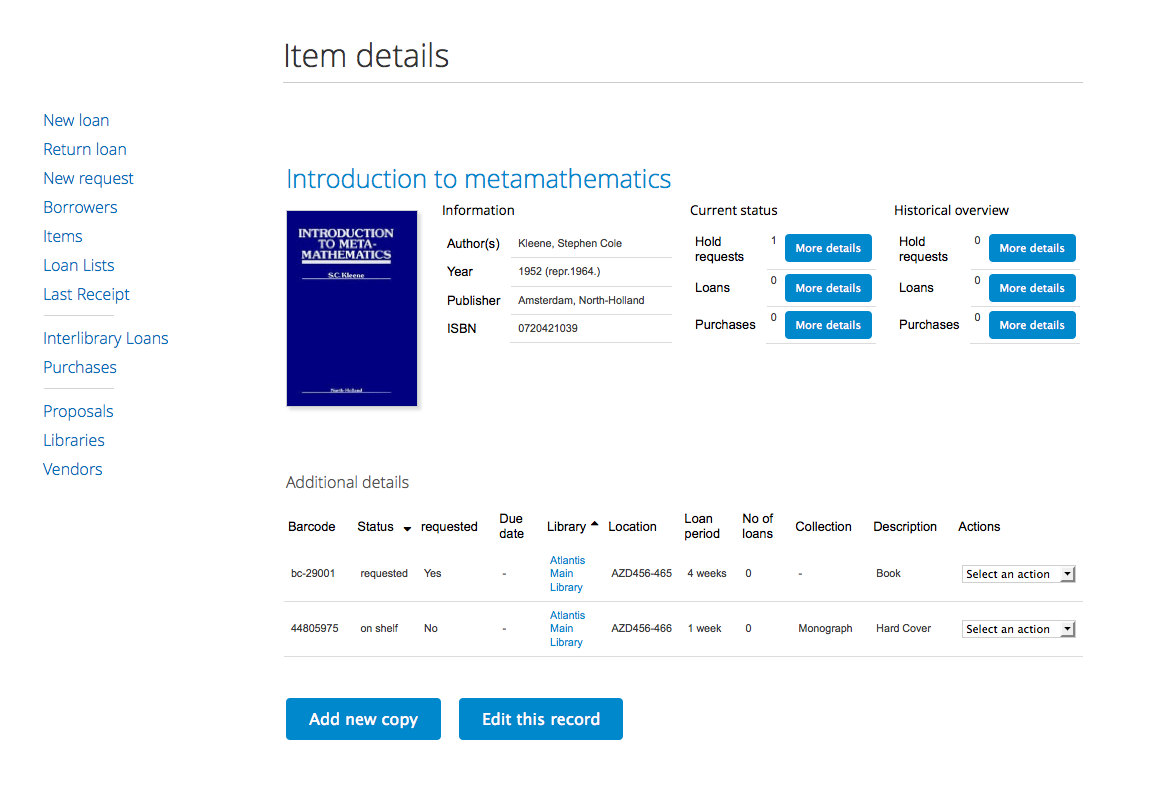 Item details
New loan
Return loan
New request
Borrowers
Items
Loan Lists
Last Receipt
Interlibrary Loans
Purchases
Proposals
Libraries
Vendors
Introduction to metamathematics
INTRODUCTION
TO META-
MATHEMATICS
S.C. Kleene
North-Holland
Information
Author(s) Kleene, Stephen Cole
Year 1952 (repr.1964.)
Publisher Amsterdam, North-Holland
ISBN 0720421039
Current status
Hold requests 1 More details
Loans 0 More details
Purchases 0 More details
Historical overview
Hold requests 0 More details
Loans 0 More details
Purchases 0 More details
Additional details
Barcode Status requested Due date Library Location Loan period No of loans Collection Description Actions
bc-29001 requested Yes - Atlantis Main Library AZD456-465 4 weeks 0 - Book Select an action
44805975 on shelf No - Atlantis Main Library AZD456-466 1 week 0 Monograph Hard Cover Select an action
Add new copy Edit this record